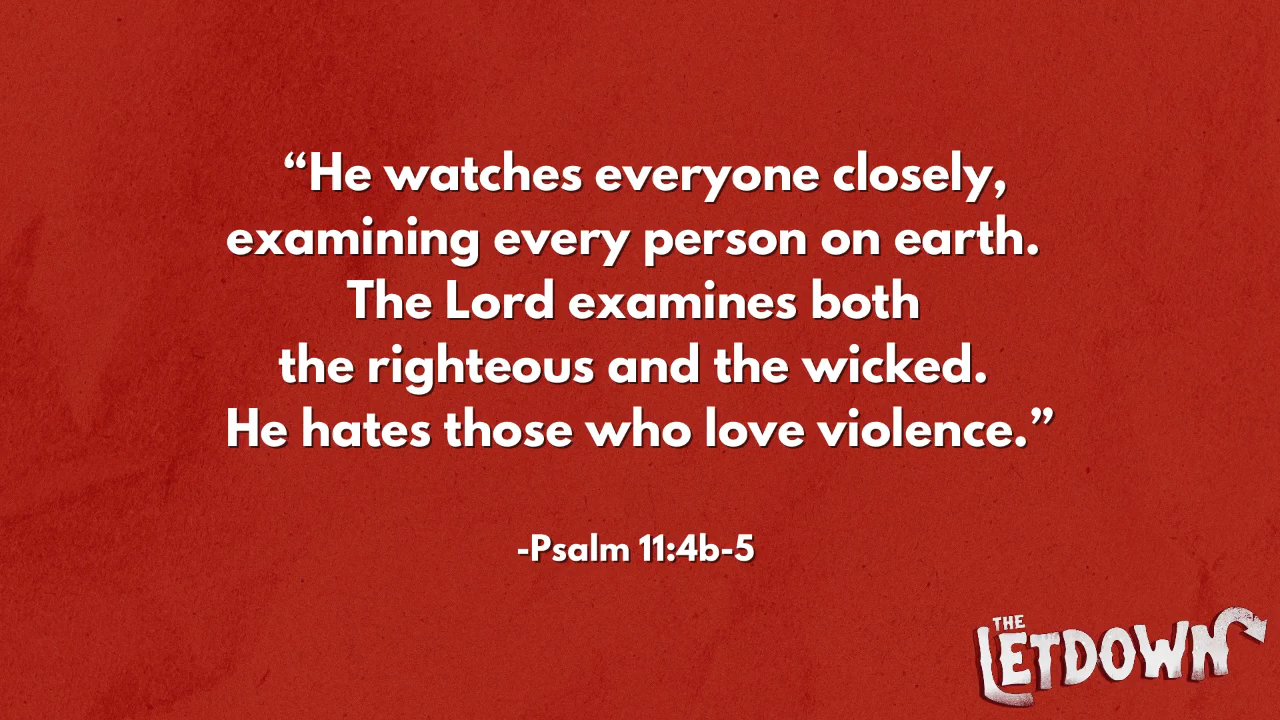 “He watches everyone closely,
examining every person on earth.
The Lord examines both
the righteous and the wicked.
He hates those who love violence.”
-Psalm 11:4b-5
THE
LETDOWN